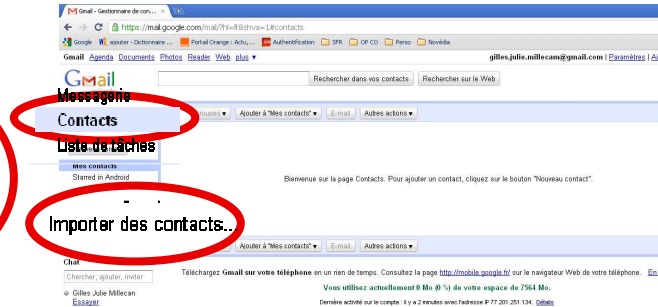 Gmail - Gestionnaire de con...
https://mail.google.com/mail/?hl=fr&shva=1#contacts
Google ajouter - Dictionnaire ... Portail Orange : Actu,... Authentification SFR OP CO Perso Novédia
Gmail Agenda Documents Photos Reader Web plus ▼ gilles.julie.millecam@gmail.com | Paramètres |
Gmail Rechercher dans vos contacts Rechercher sur le Web
Messagerie
Contacts
Groupes ▼ Ajouter à "Mes contacts" ▼ E-mail Autres actions ▼
Liste de tâches
Mes contacts
Starred in Android
Bienvenue sur la page Contacts. Pour ajouter un contact, cliquez sur le bouton "Nouveau contact".
Importer des contacts...
Ajouter à "Mes contacts" ▼ E-mail Autres actions ▼
Chat
Chercher, ajouter, inviter
Téléchargez Gmail sur votre téléphone en un rien de temps. Consultez la page http://mobile.google.fr/ sur le navigateur Web de votre téléphone. En
Gilles Julie Millecan
Vous utilisez actuellement 0 Mo (0 %) de votre espace de 7564 Mo.
Essayer
Dernière activité sur le compte : il y a 2 minutes avec l'adresse IP 77.201.251.134. Détails